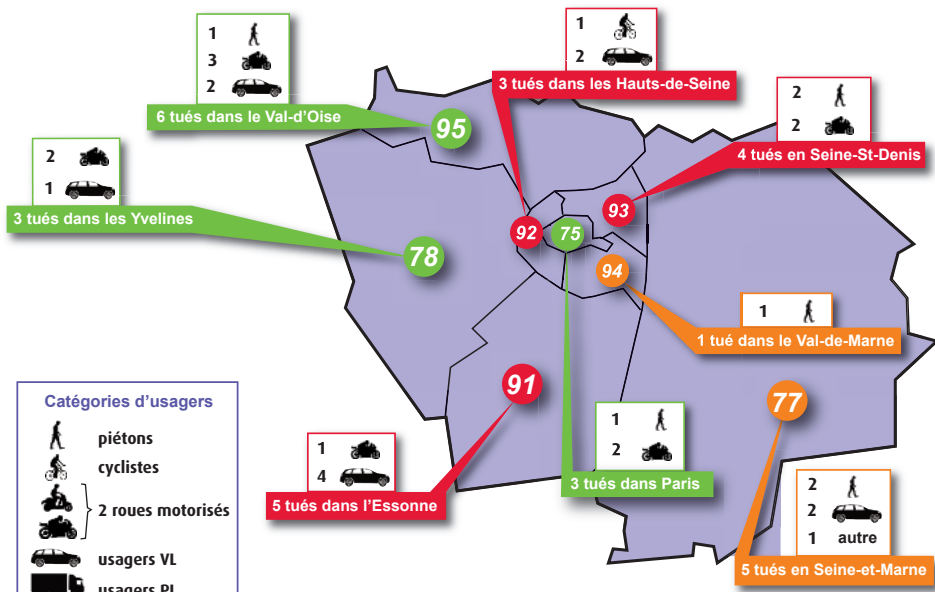 1
3
2
6 tués dans le Val-d'Oise
95
1
2
3 tués dans les Hauts-de-Seine
92
2
2
4 tués en Seine-St-Denis
93
2
1
3 tués dans les Yvelines
78
75
94
1
1 tué dans le Val-de-Marne
91
77
1
4
5 tués dans l'Essonne
1
2
3 tués dans Paris
2
2
1 autre
5 tués en Seine-et-Marne
Catégories d'usagers
piétons
cyclistes
2 roues motorisés
usagers VL
usagers PL